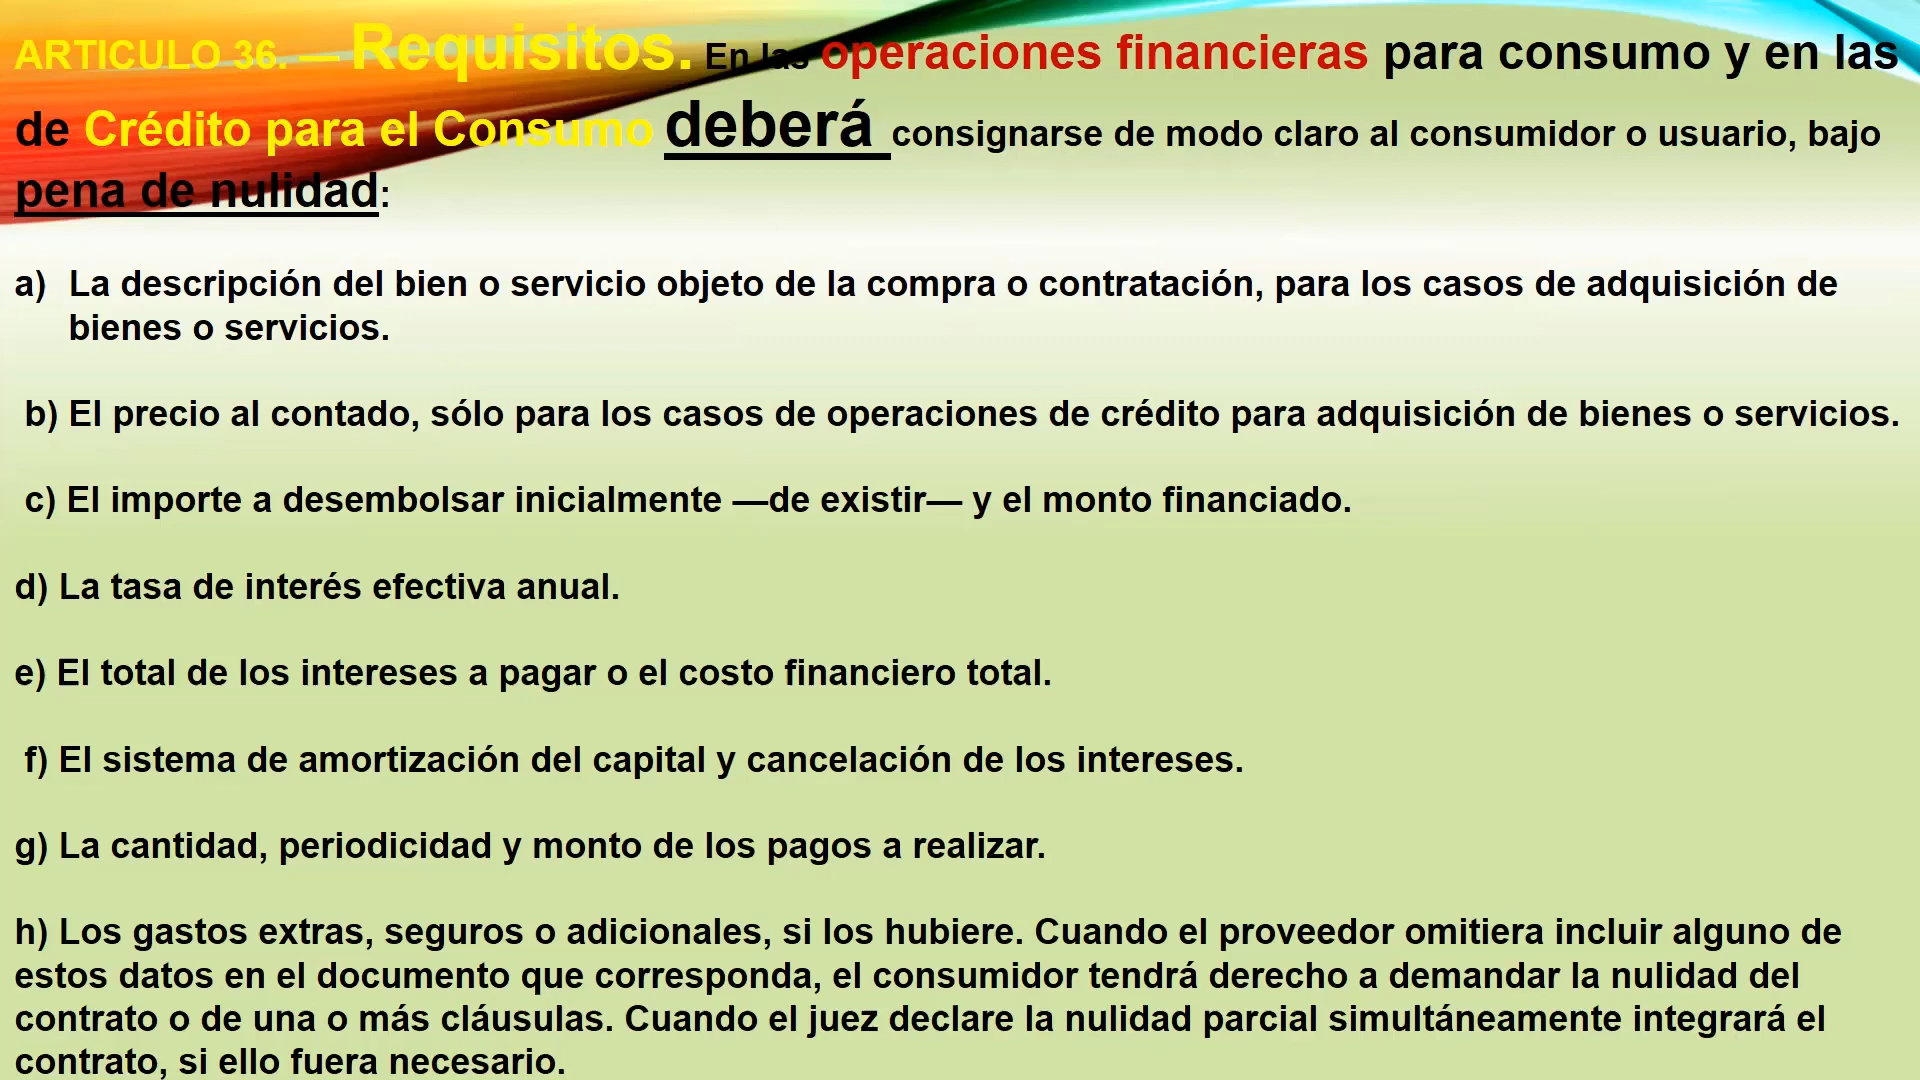 ARTICULO 36. — Requisitos. En las operaciones financieras para consumo y en las
de Crédito para el Consumo deberá consignarse de modo claro al consumidor o usuario, bajo
pena de nulidad:
a) La descripción del bien o servicio objeto de la compra o contratación, para los casos de adquisición de
bienes o servicios.
b) El precio al contado, sólo para los casos de operaciones de crédito para adquisición de bienes o servicios.
c) El importe a desembolsar inicialmente —de existir— y el monto financiado.
d) La tasa de interés efectiva anual.
e) El total de los intereses a pagar o el costo financiero total.
f) El sistema de amortización del capital y cancelación de los intereses.
g) La cantidad, periodicidad y monto de los pagos a realizar.
h) Los gastos extras, seguros o adicionales, si los hubiere. Cuando el proveedor omitiera incluir alguno de
estos datos en el documento que corresponda, el consumidor tendrá derecho a demandar la nulidad del
contrato o de una o más cláusulas. Cuando el juez declare la nulidad parcial simultáneamente integrará el
contrato, si ello fuera necesario.